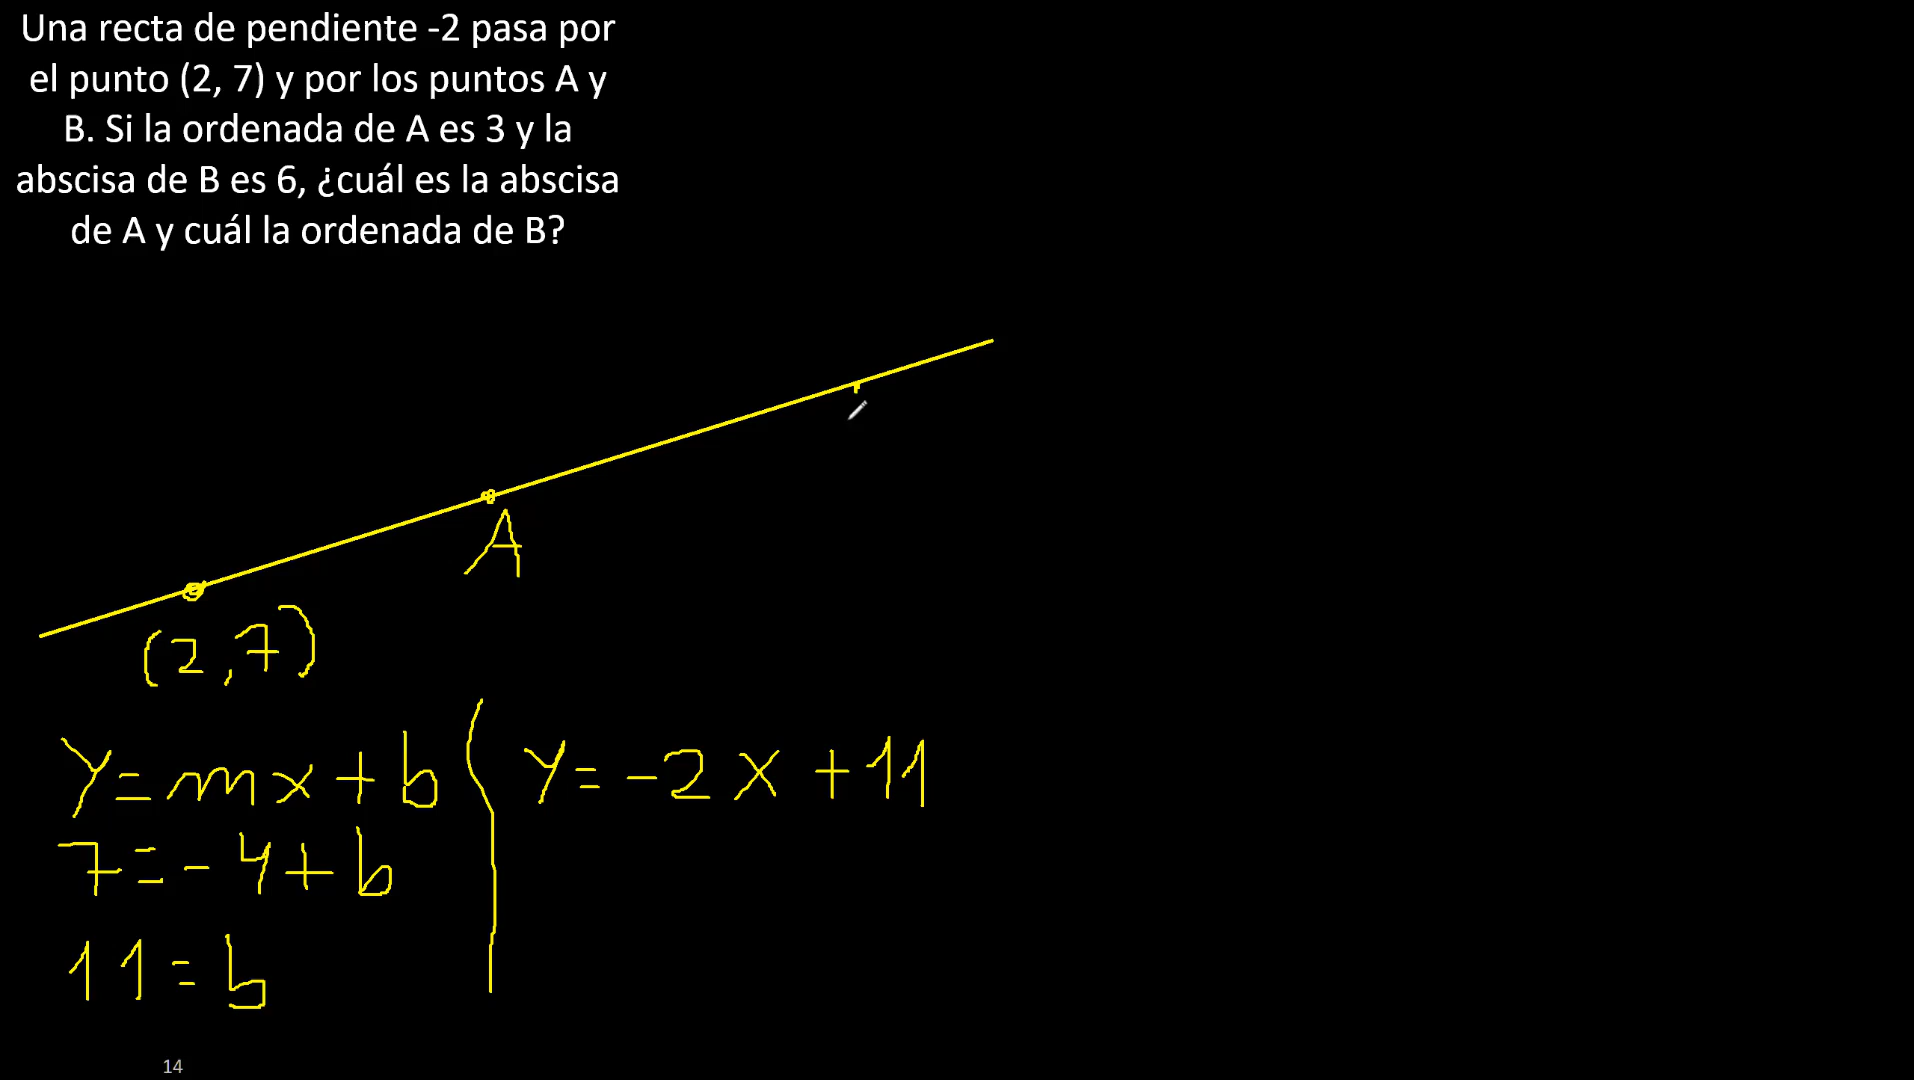 Una recta de pendiente -2 pasa por
el punto (2, 7) y por los puntos A y
B. Si la ordenada de A es 3 y la
abscisa de B es 6, ¿cuál es la abscisa
de A y cuál la ordenada de B?
A
(2,7)
y=mx+b
y=-2x+11
7=-4+b
11=b
14